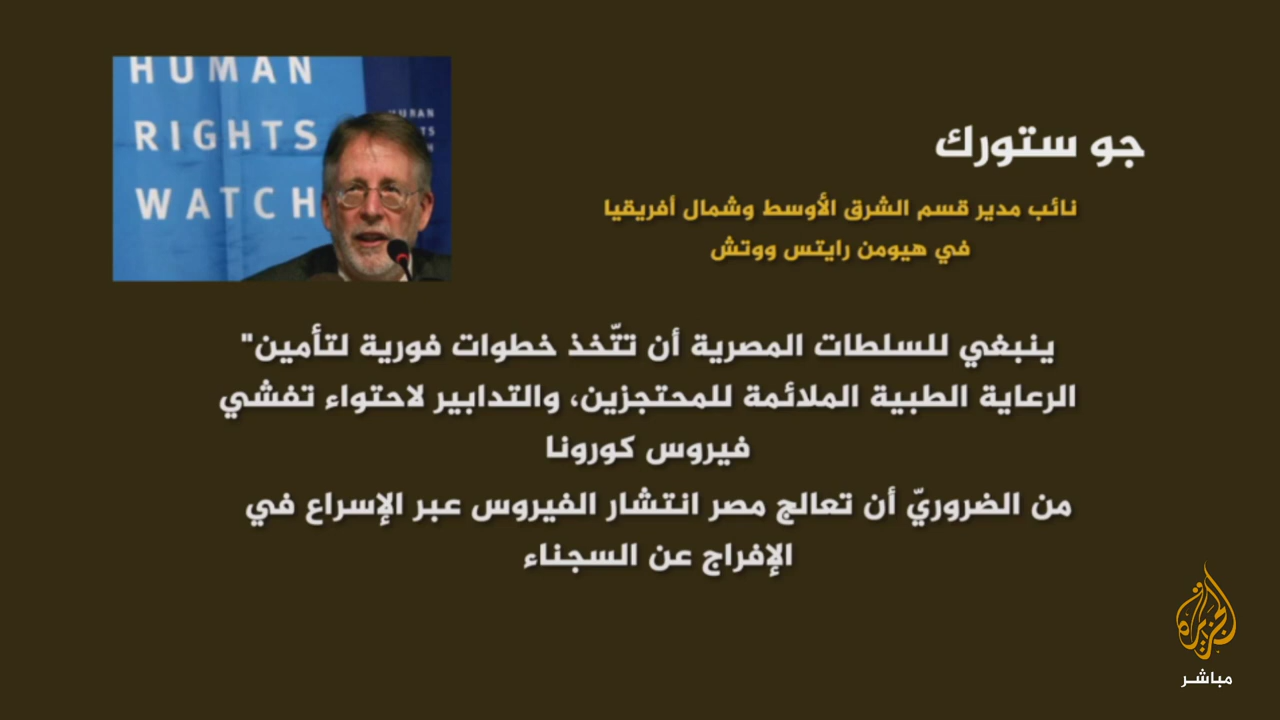 HUMAN
RIGHTS
WATCH
HUMAN
جو ستورك
نائب مدير قسم الشرق الأوسط وشمال أفريقيا
في هيومن رايتس ووتش
ينبغي للسلطات المصرية أن تتّخذ خطوات فورية لتأمين"
الرعاية الطبية الملائمة للمحتجزين، والتدابير لاحتواء تفشي
فيروس كورونا
من الضروريّ أن تعالج مصر انتشار الفيروس عبر الإسراع في
الإفراج عن السجناء
الجزيرة
مباشر